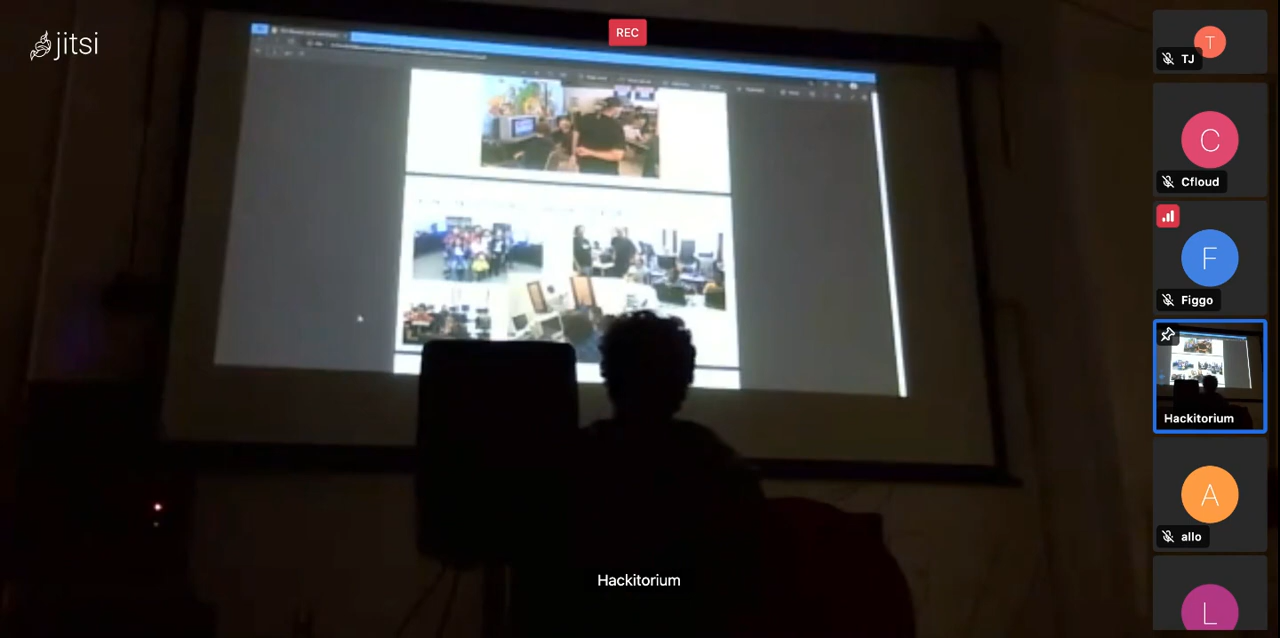 jitsi
REC
T
TJ
C
Cfloud
F
Figgo
Hackitorium
A
allo
L
Hackitorium